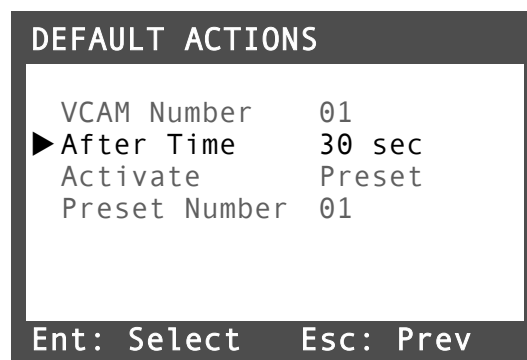 DEFAULT ACTIONS
VCAM Number 01
▶After Time 30 sec
Activate Preset
Preset Number 01
Ent: Select Esc: Prev